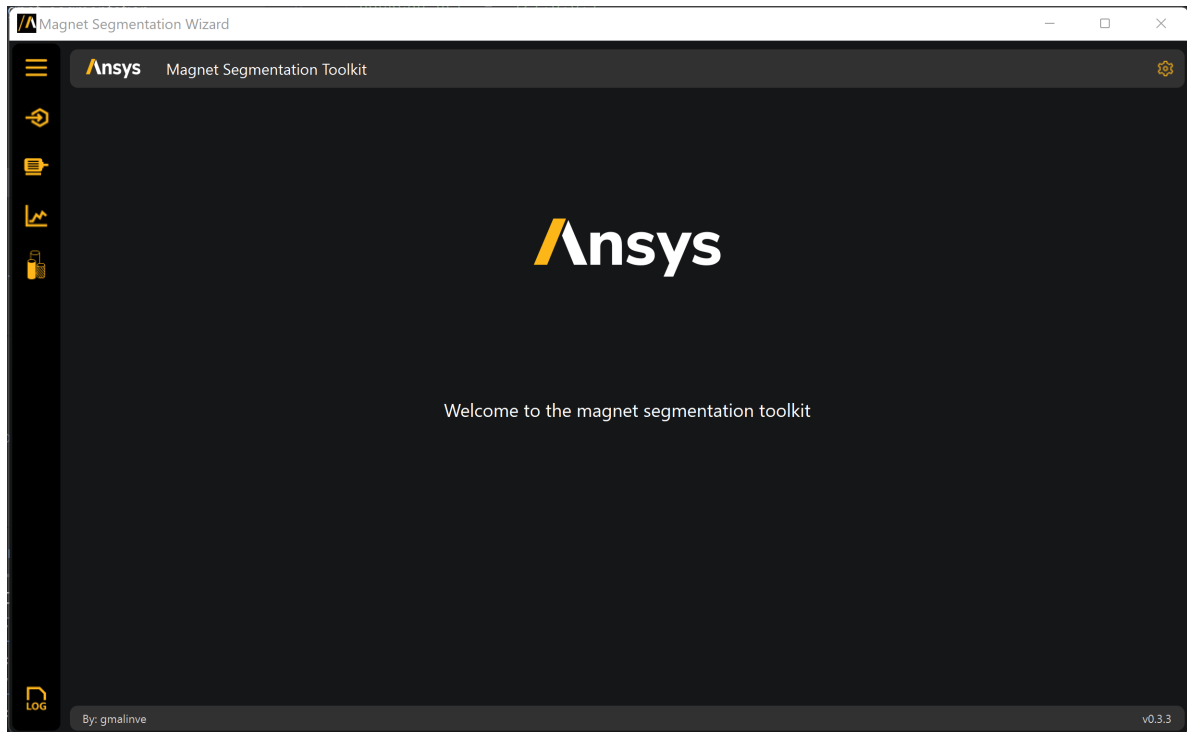 Magnet Segmentation Wizard
Ansys Magnet Segmentation Toolkit
Ansys
Welcome to the magnet segmentation toolkit
LOG
By: gmalinve v0.3.3